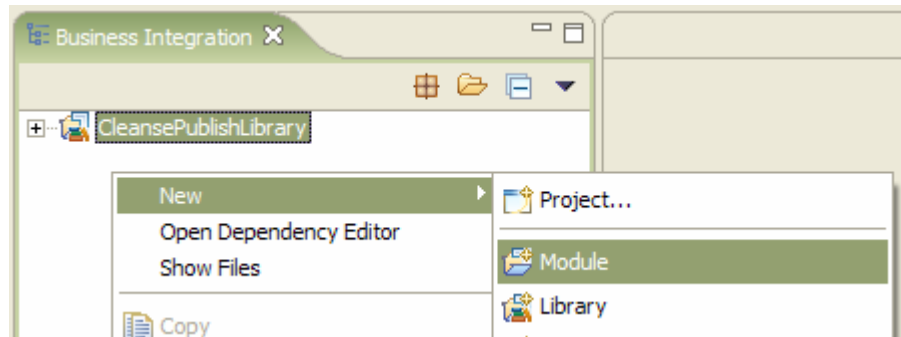 Business Integration
CleansePublishLibrary
New
Project...
Open Dependency Editor
Show Files
Module
Library
Copy